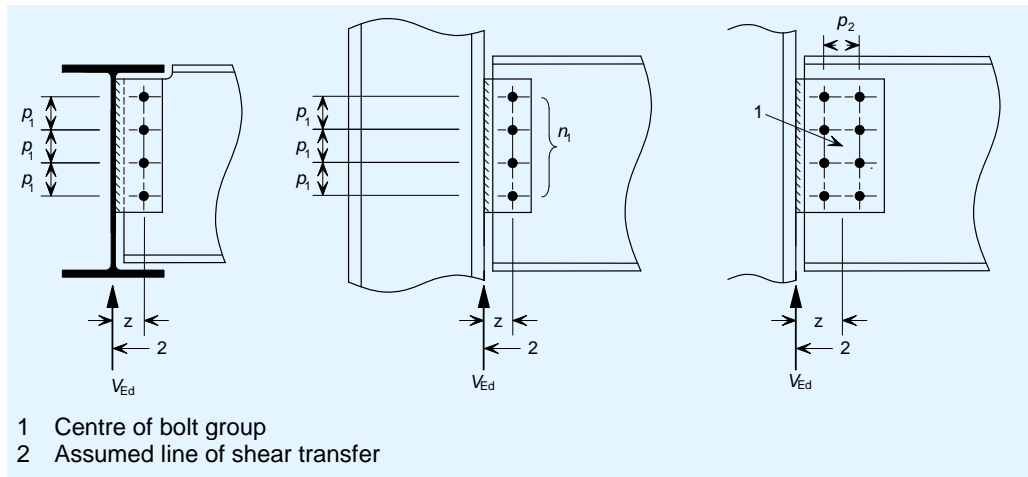 p2
p1
p1
p1
p1
p1
p1
n1
1
z
2
VEd
z
2
VEd
z
2
VEd
1 Centre of bolt group
2 Assumed line of shear transfer